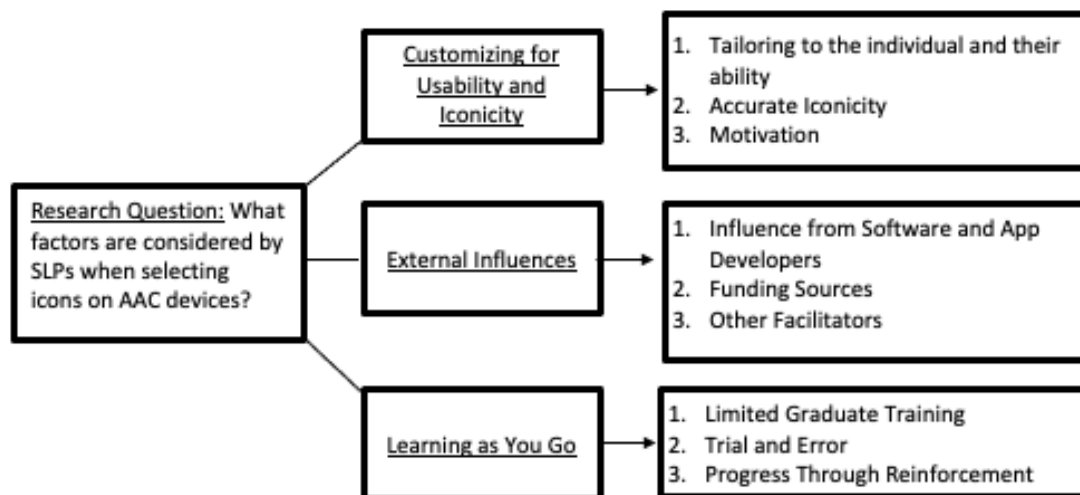 Research Question: What
factors are considered by
SLPs when selecting
icons on AAC devices?
Customizing for
Usability and
Iconicity
1. Tailoring to the individual and their
ability
2. Accurate Iconicity
3. Motivation
External Influences
1. Influence from Software and App
Developers
2. Funding Sources
3. Other Facilitators
Learning as You Go
1. Limited Graduate Training
2. Trial and Error
3. Progress Through Reinforcement